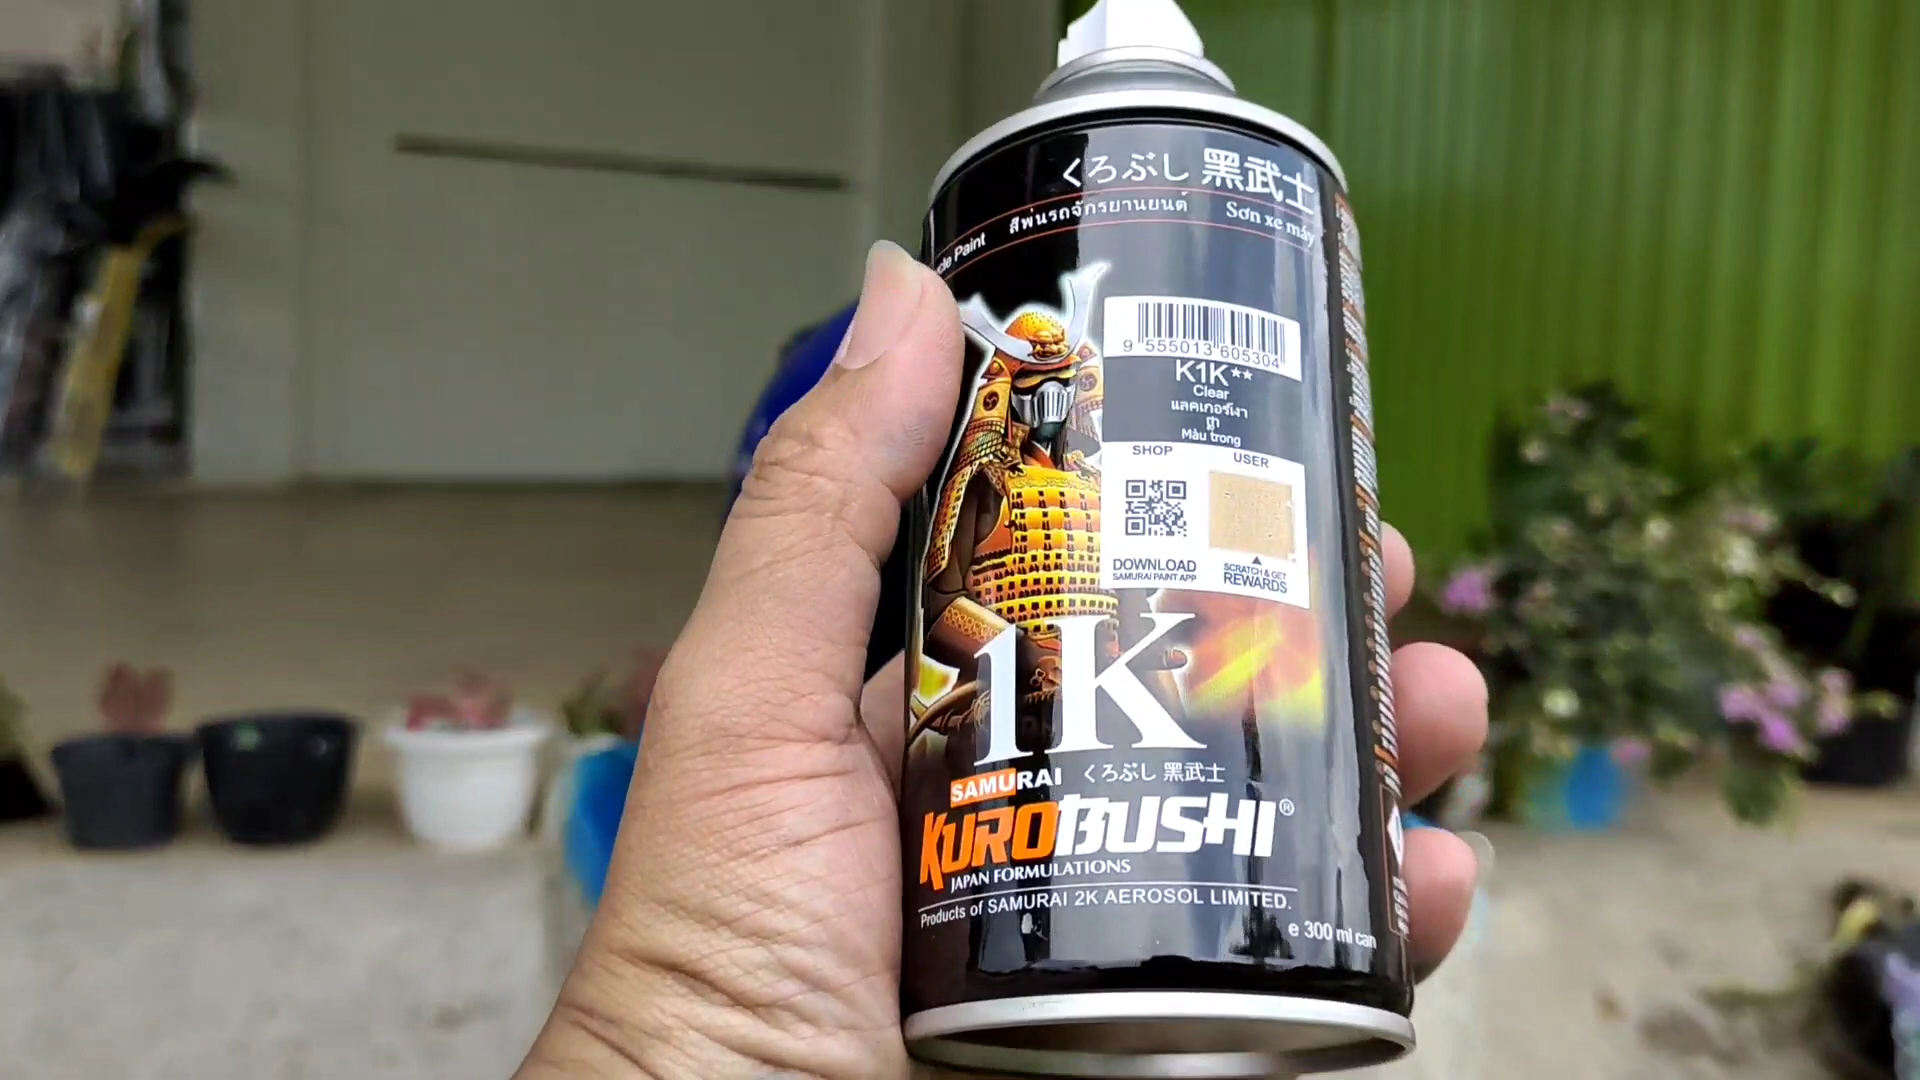 くろぶし 黑武士
Paint สีพ่นรถจักรยานยนต์ Sơn xe máy
9 555013 605304
K1K**
Clear
แลคเกอร์เงา
ថ្លា
Màu trong
SHOP USER
DOWNLOAD
SAMURAI PAINT APP
SCRATCH & GET
REWARDS
1K
SAMURAI くろぶし 黑武士
KUROBUSHI®
JAPAN FORMULATIONS
Products of SAMURAI 2K AEROSOL LIMITED.
e 300 ml can